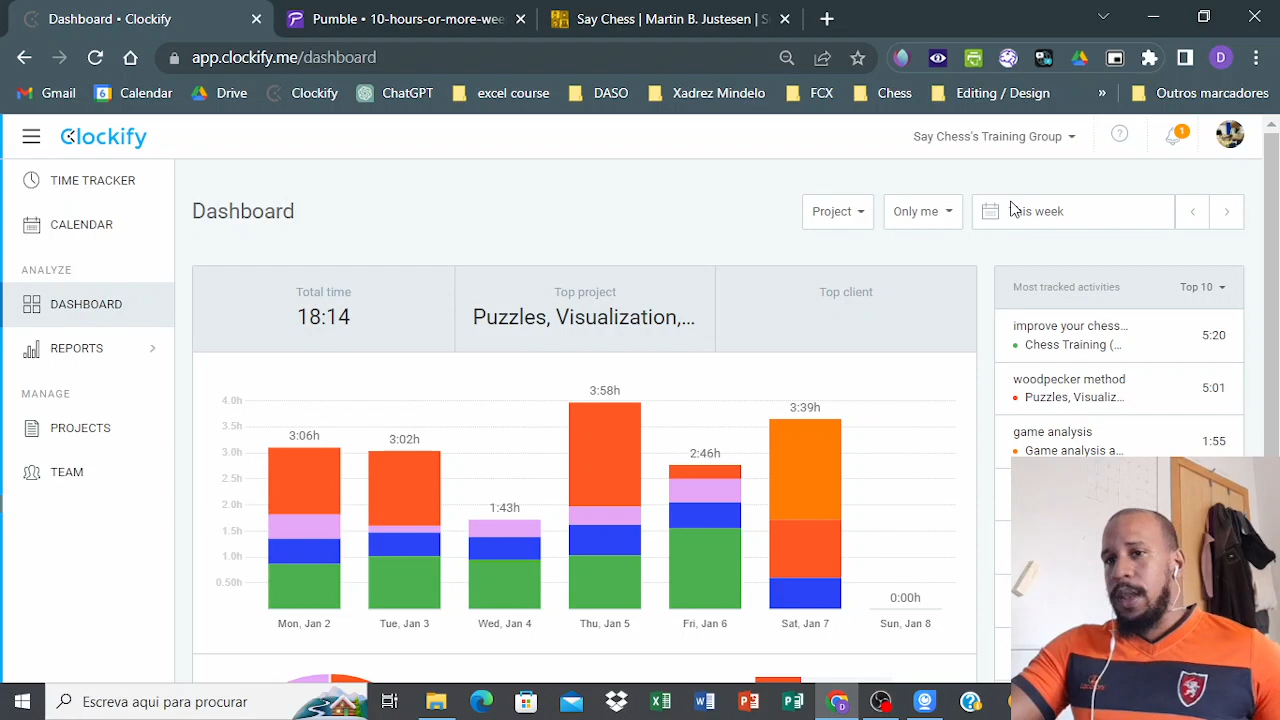 Dashboard • Clockify
Pumble • 10-hours-or-more-wee
Say Chess | Martin B. Justesen | S
app.clockify.me/dashboard
D
Gmail
6
Calendar
Drive
Clockify
ChatGPT
excel course
DASO
Xadrez Mindelo
FCX
Chess
Editing / Design
»
Outros marcadores
Clockify
Say Chess's Training Group
1
TIME TRACKER
CALENDAR
ANALYZE
DASHBOARD
REPORTS
MANAGE
PROJECTS
TEAM
Dashboard
Project
Only me
is week
Total time
18:14
Top project
Puzzles, Visualization,...
Top client
Most tracked activities
Top 10
improve your chess...
Chess Training (...
5:20
woodpecker method
Puzzles, Visualiz...
5:01
game analysis
Game analysis a...
1:55
4.0h
3.5h
3.0h
2.5h
2.0h
1.5h
1.0h
0.50h
3:06h
3:02h
1:43h
3:58h
2:46h
3:39h
0:00h
Mon, Jan 2
Tue, Jan 3
Wed, Jan 4
Thu, Jan 5
Fri, Jan 6
Sat, Jan 7
Sun, Jan 8
Escreva aqui para procurar